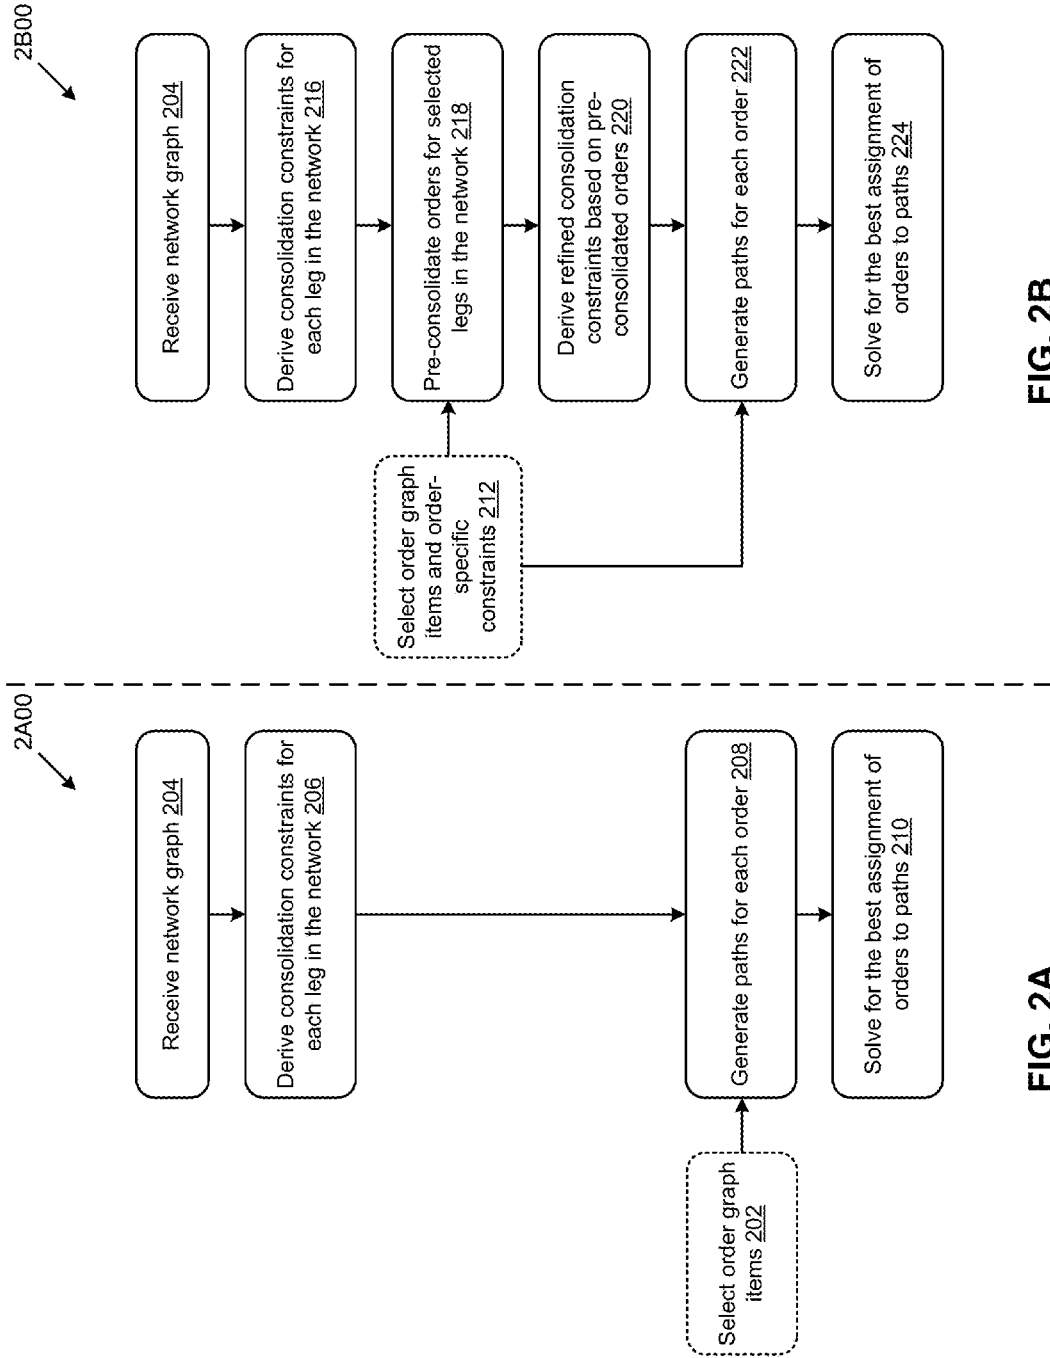 2A00
Receive network graph 204
Derive consolidation constraints for
each leg in the network 206
Select order graph
items 202
Generate paths for each order 208
Solve for the best assignment of
orders to paths 210
FIG. 2A
2B00
Receive network graph 204
Derive consolidation constraints for
each leg in the network 216
Select order graph
items and order-
specific
constraints 212
Pre-consolidate orders for selected
legs in the network 218
Derive refined consolidation
constraints based on pre-
consolidated orders 220
Generate paths for each order 222
Solve for the best assignment of
orders to paths 224
FIG. 2B